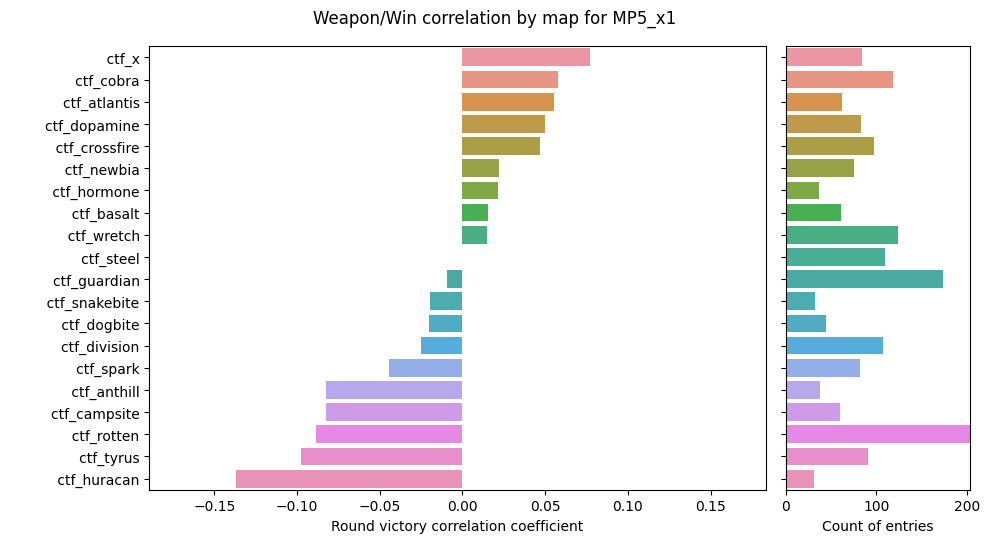 Weapon/Win correlation by map for MP5_x1
ctf_x
ctf_cobra
ctf_atlantis
ctf_dopamine
ctf_crossfire
ctf_newbia
ctf_hormone
ctf_basalt
ctf_wretch
ctf_steel
ctf_guardian
ctf_snakebite
ctf_dogbite
ctf_division
ctf_spark
ctf_anthill
ctf_campsite
ctf_rotten
ctf_tyrus
ctf_huracan
−0.15 −0.10 −0.05 0.00 0.05 0.10 0.15
Round victory correlation coefficient
0 100 200
Count of entries